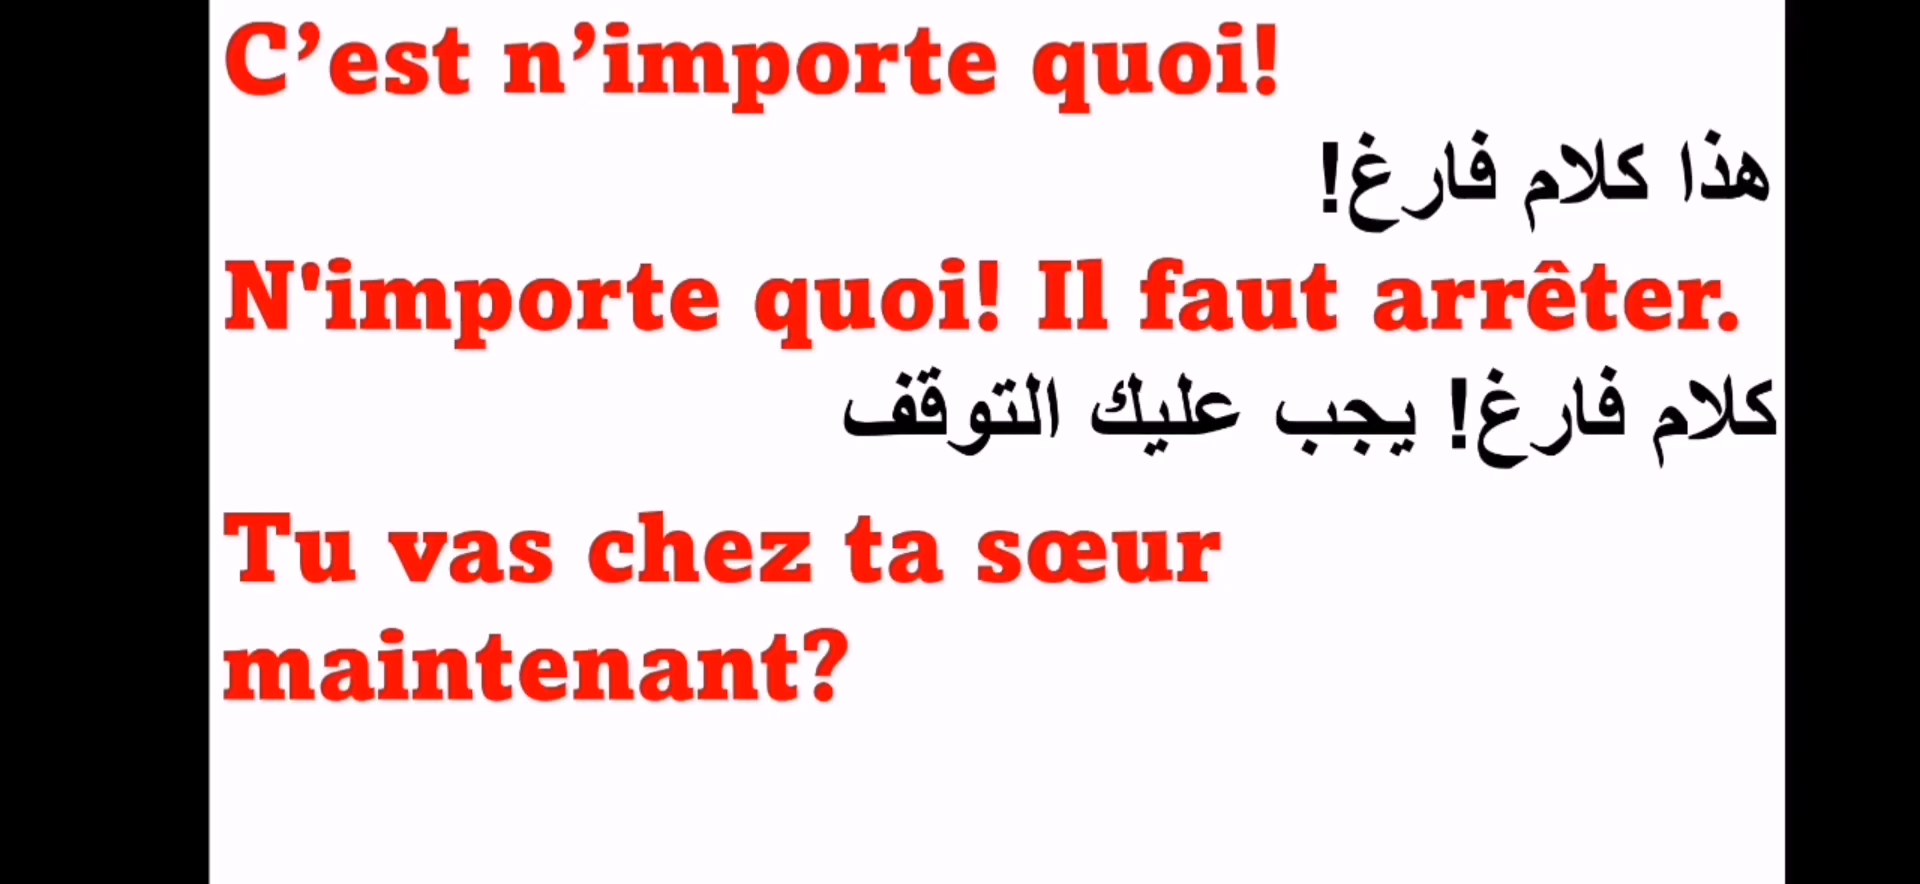 C’est n’importe quoi!
هذا كلام فارغ!
N'importe quoi! Il faut arrêter.
كلام فارغ! يجب عليك التوقف
Tu vas chez ta sœur
maintenant?